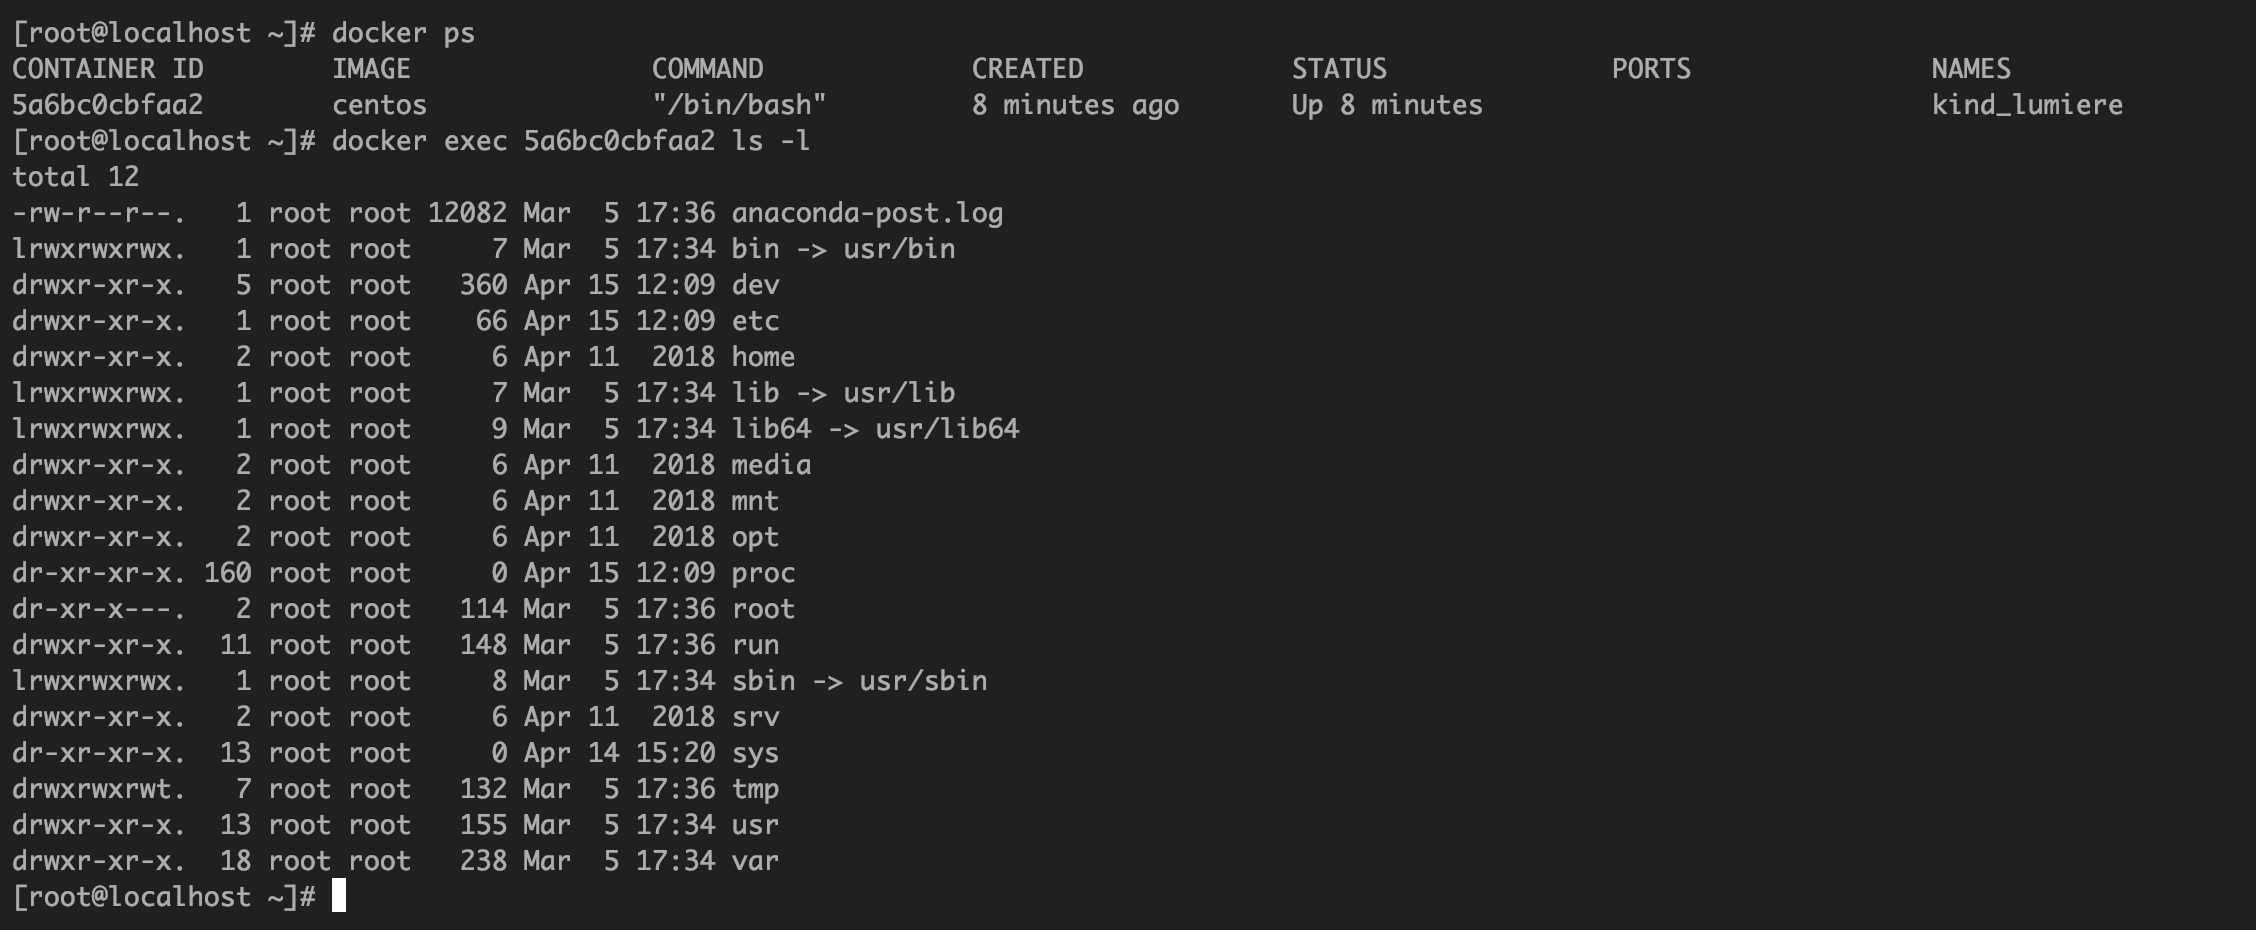 [root@localhost ~]# docker ps
CONTAINER ID        IMAGE               COMMAND             CREATED             STATUS              PORTS               NAMES
5a6bc0cbfaa2        centos              "/bin/bash"         8 minutes ago       Up 8 minutes                            kind_lumiere
[root@localhost ~]# docker exec 5a6bc0cbfaa2 ls -l
total 12
-rw-r--r--.   1 root root 12082 Mar  5 17:36 anaconda-post.log
lrwxrwxrwx.   1 root root     7 Mar  5 17:34 bin -> usr/bin
drwxr-xr-x.   5 root root   360 Apr 15 12:09 dev
drwxr-xr-x.   1 root root    66 Apr 15 12:09 etc
drwxr-xr-x.   2 root root     6 Apr 11  2018 home
lrwxrwxrwx.   1 root root     7 Mar  5 17:34 lib -> usr/lib
lrwxrwxrwx.   1 root root     9 Mar  5 17:34 lib64 -> usr/lib64
drwxr-xr-x.   2 root root     6 Apr 11  2018 media
drwxr-xr-x.   2 root root     6 Apr 11  2018 mnt
drwxr-xr-x.   2 root root     6 Apr 11  2018 opt
dr-xr-xr-x. 160 root root     0 Apr 15 12:09 proc
dr-xr-x---.   2 root root   114 Mar  5 17:36 root
drwxr-xr-x.  11 root root   148 Mar  5 17:36 run
lrwxrwxrwx.   1 root root     8 Mar  5 17:34 sbin -> usr/sbin
drwxr-xr-x.   2 root root     6 Apr 11  2018 srv
dr-xr-xr-x.  13 root root     0 Apr 14 15:20 sys
drwxrwxrwt.   7 root root   132 Mar  5 17:36 tmp
drwxr-xr-x.  13 root root   155 Mar  5 17:34 usr
drwxr-xr-x.  18 root root   238 Mar  5 17:34 var
[root@localhost ~]#